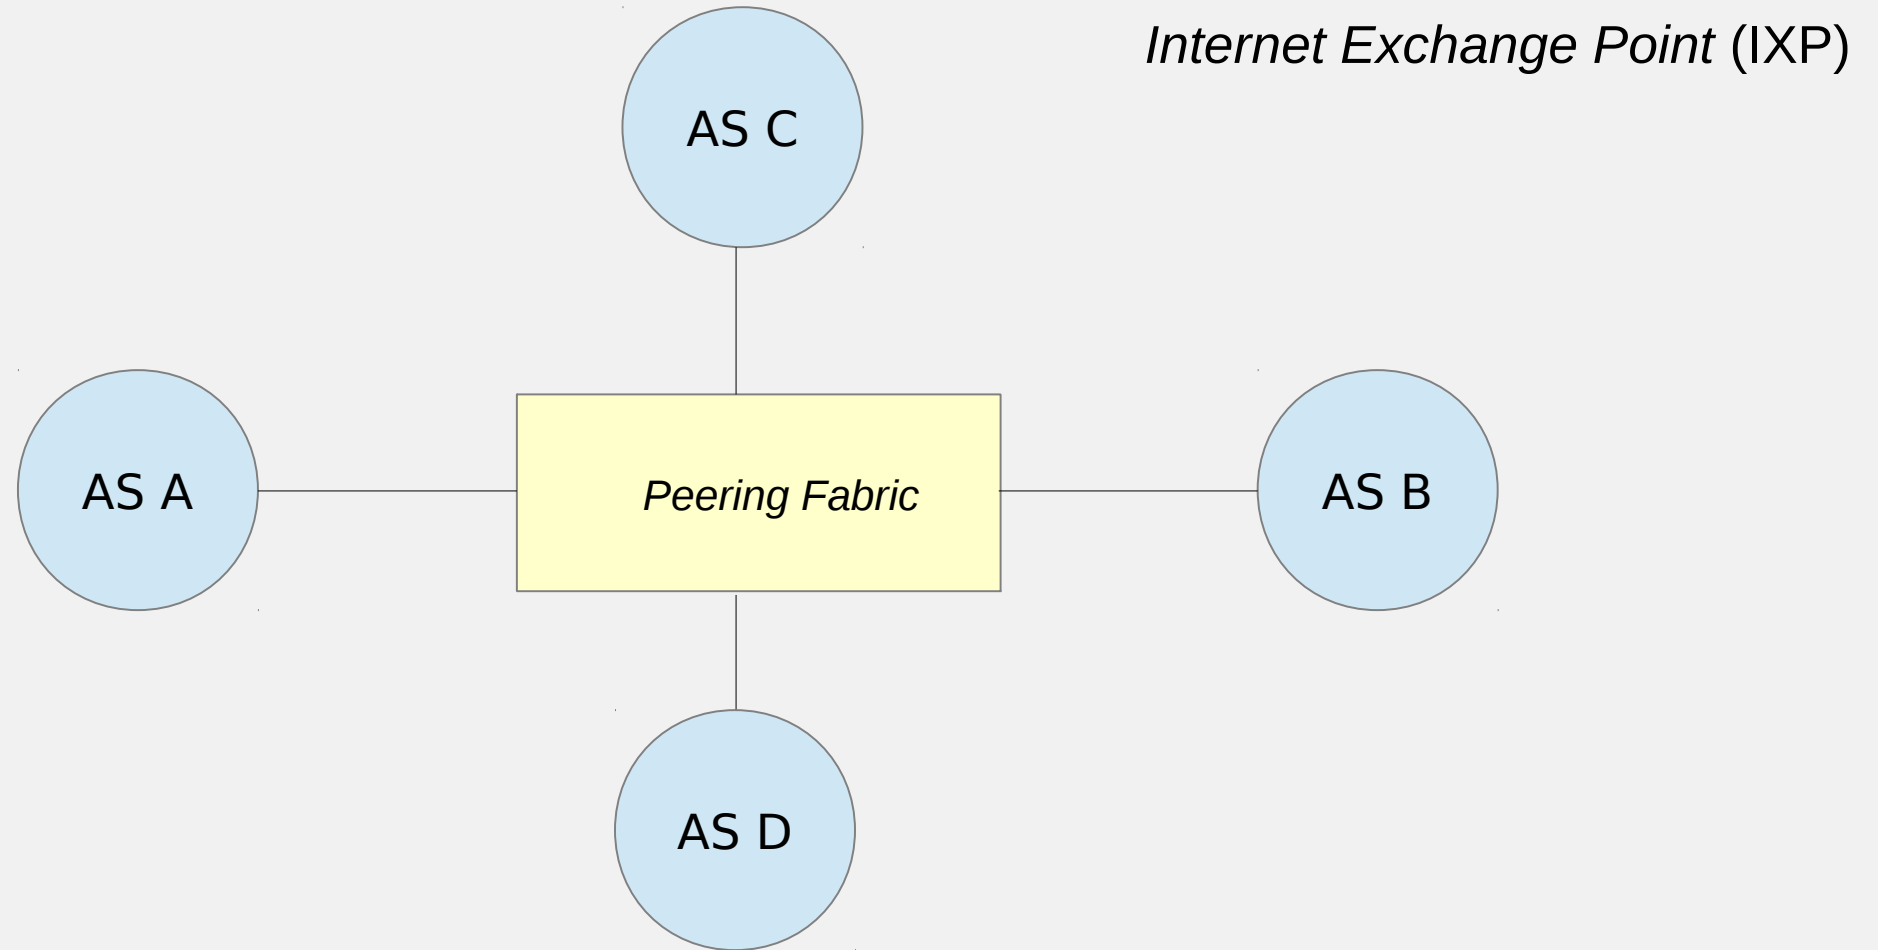 Internet Exchange Point (IXP)
AS C
AS A
Peering Fabric
AS B
AS D